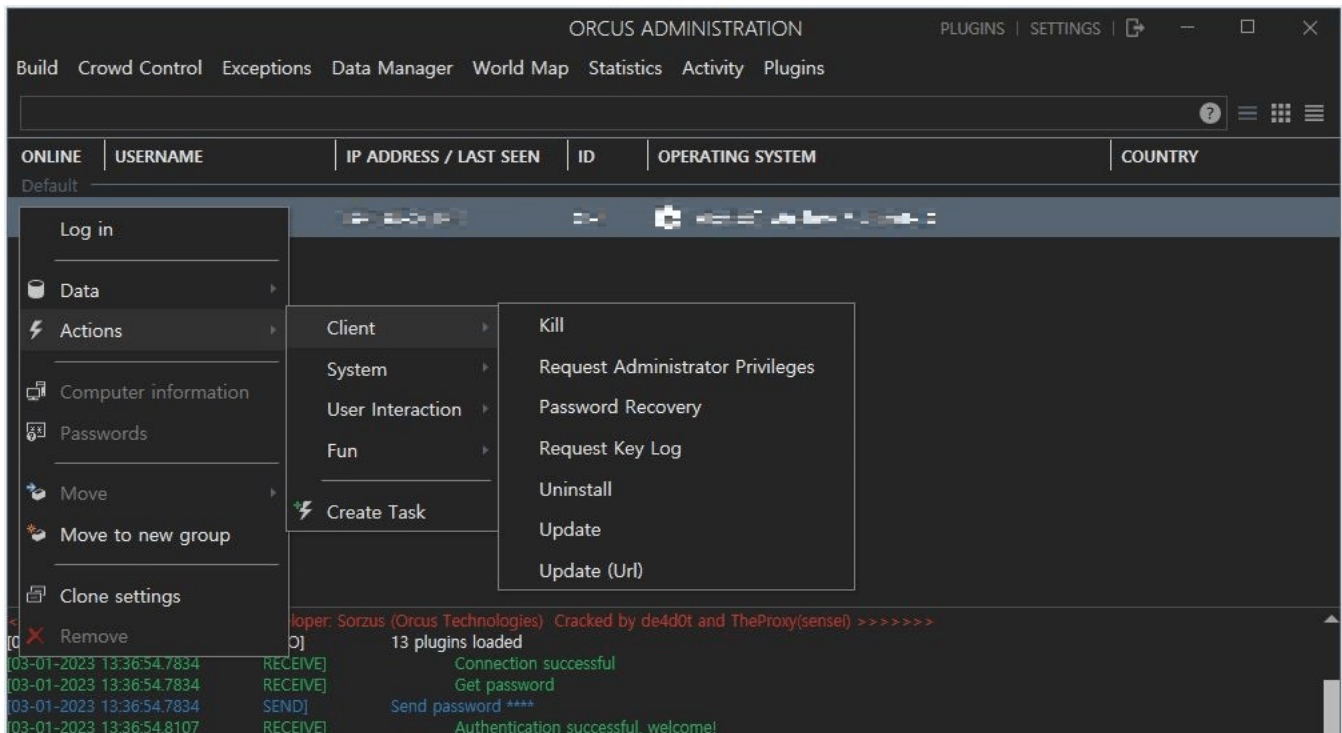 ORCUS ADMINISTRATION PLUGINS | SETTINGS |
Build Crowd Control Exceptions Data Manager World Map Statistics Activity Plugins
ONLINE USERNAME IP ADDRESS / LAST SEEN ID OPERATING SYSTEM COUNTRY
Default
Log in
Data
Actions
Computer information
Passwords
Move
Move to new group
Clone settings
Remove
Client
System
User Interaction
Fun
Create Task
Kill
Request Administrator Privileges
Password Recovery
Request Key Log
Uninstall
Update
Update (Url)
loper: Sorzus (Orcus Technologies) Cracked by de4d0t and TheProxy(sensei) >>>>>>>
13 plugins loaded
[03-01-2023 13:36:54.7834 RECEIVE] Connection successful
[03-01-2023 13:36:54.7834 RECEIVE] Get password
[03-01-2023 13:36:54.7834 SEND] Send password ****
[03-01-2023 13:36:54.8107 RECEIVE] Authentication successful, welcome!